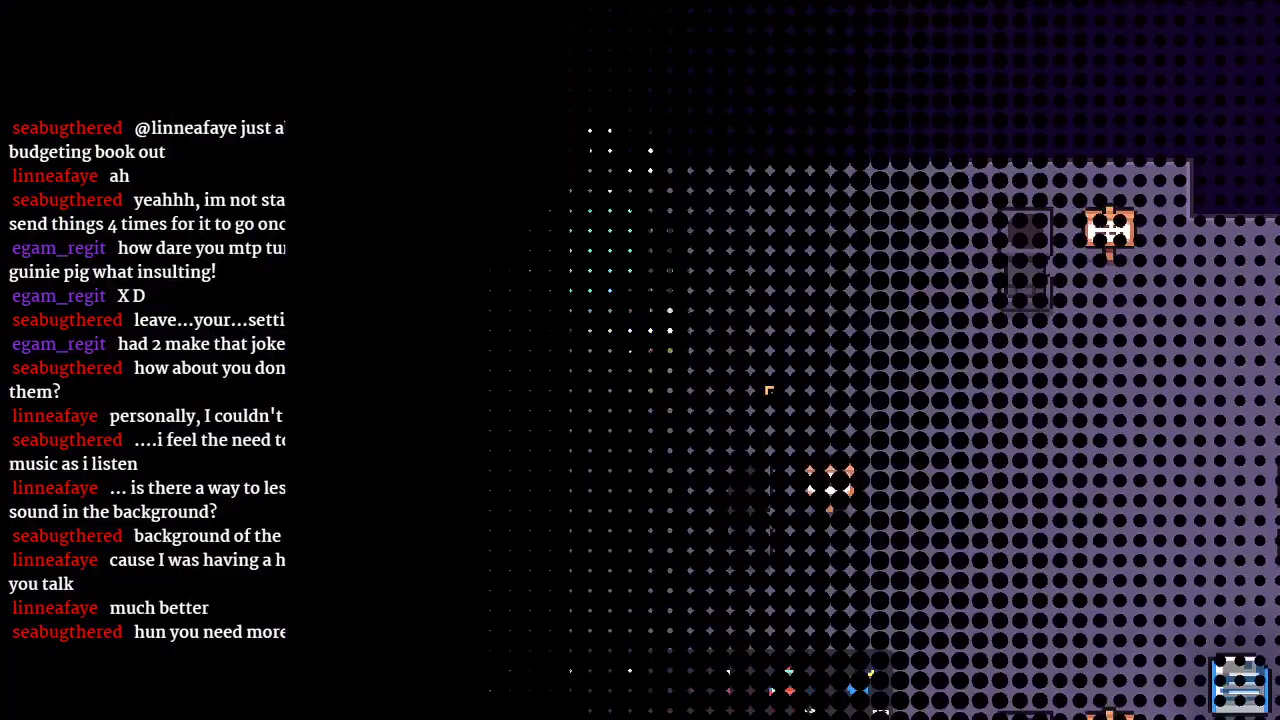 seabugthered @linneafaye just a
budgeting book out
linneafaye ah
seabugthered yeahhh, im not sta
send things 4 times for it to go onc
egam_regit how dare you mtp tur
guinie pig what insulting!
egam_regit X D
seabugthered leave...your...setti
egam_regit had 2 make that joke
seabugthered how about you don
them?
linneafaye personally, I couldn't
seabugthered ....i feel the need to
music as i listen
linneafaye ... is there a way to les
sound in the background?
seabugthered background of the
linneafaye cause I was having a h
you talk
linneafaye much better
seabugthered hun you need more